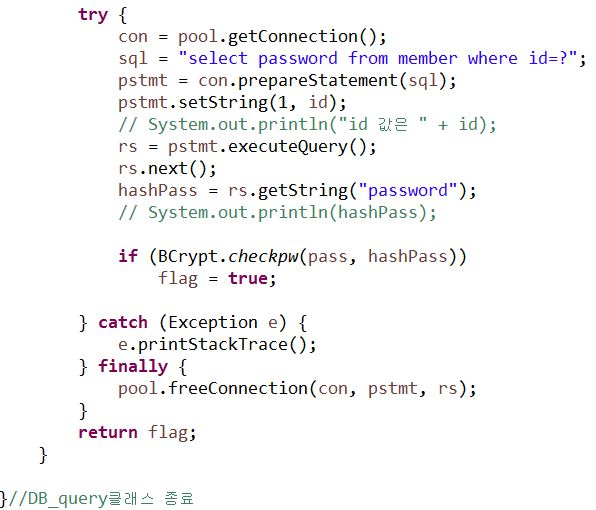 try {
con = pool.getConnection();
sql = "select password from member where id=?";
pstmt = con.prepareStatement(sql);
pstmt.setString(1, id);
// System.out.println("id 값은 " + id);
rs = pstmt.executeQuery();
rs.next();
hashPass = rs.getString("password");
// System.out.println(hashPass);
if (BCrypt.checkpw(pass, hashPass))
flag = true;
} catch (Exception e) {
e.printStackTrace();
} finally {
pool.freeConnection(con, pstmt, rs);
}
return flag;
}
}//DB_query클래스 종료